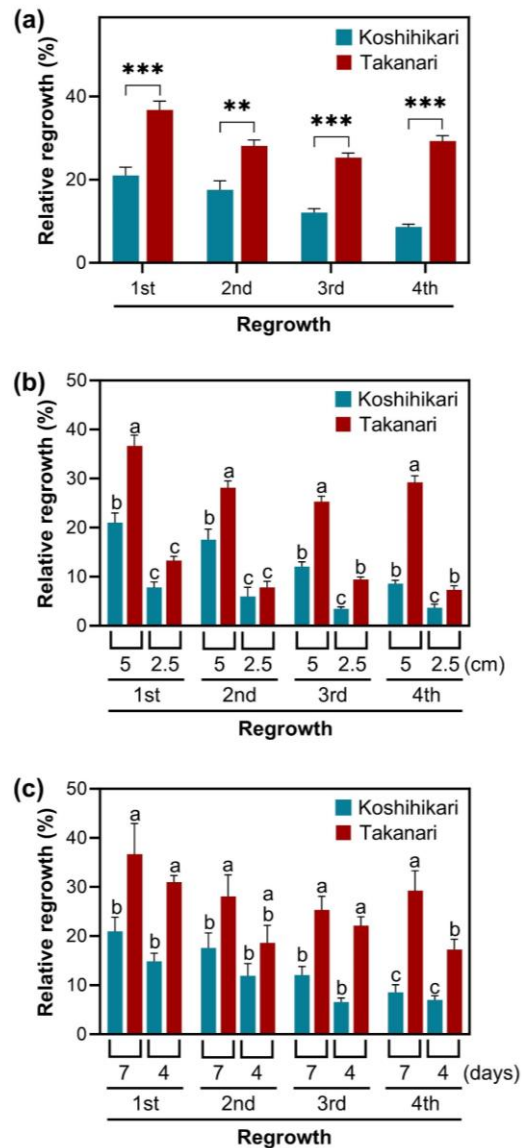 (a)
Relative regrowth (%)
40
20
0
Koshihikari
Takanari
*** ** *** ***
1st 2nd 3rd 4th
Regrowth
(b)
Relative regrowth (%)
50
40
30
20
10
0
Koshihikari
Takanari
b a c c b a c c b a c b b a c b
5 2.5 5 2.5 5 2.5 5 2.5 (cm)
1st 2nd 3rd 4th
Regrowth
(c)
Relative regrowth (%)
50
40
30
20
10
0
Koshihikari
Takanari
b a b a b a b a b b a b a c a c b
7 4 7 4 7 4 7 4 (days)
1st 2nd 3rd 4th
Regrowth